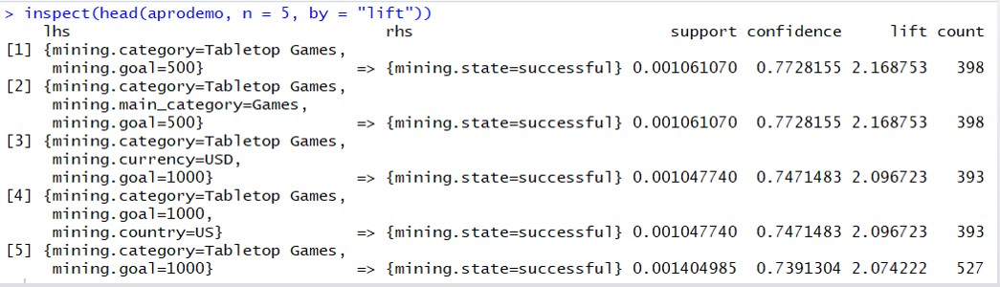 > inspect(head(aprodemo, n = 5, by = "lift"))
lhs rhs support confidence lift count
[1] {mining.category=Tabletop Games,
mining.goal=500} => {mining.state=successful} 0.001061070 0.7728155 2.168753 398
[2] {mining.category=Tabletop Games,
mining.main_category=Games,
mining.goal=500} => {mining.state=successful} 0.001061070 0.7728155 2.168753 398
[3] {mining.category=Tabletop Games,
mining.currency=USD,
mining.goal=1000} => {mining.state=successful} 0.001047740 0.7471483 2.096723 393
[4] {mining.category=Tabletop Games,
mining.goal=1000,
mining.country=US} => {mining.state=successful} 0.001047740 0.7471483 2.096723 393
[5] {mining.category=Tabletop Games,
mining.goal=1000} => {mining.state=successful} 0.001404985 0.7391304 2.074222 527